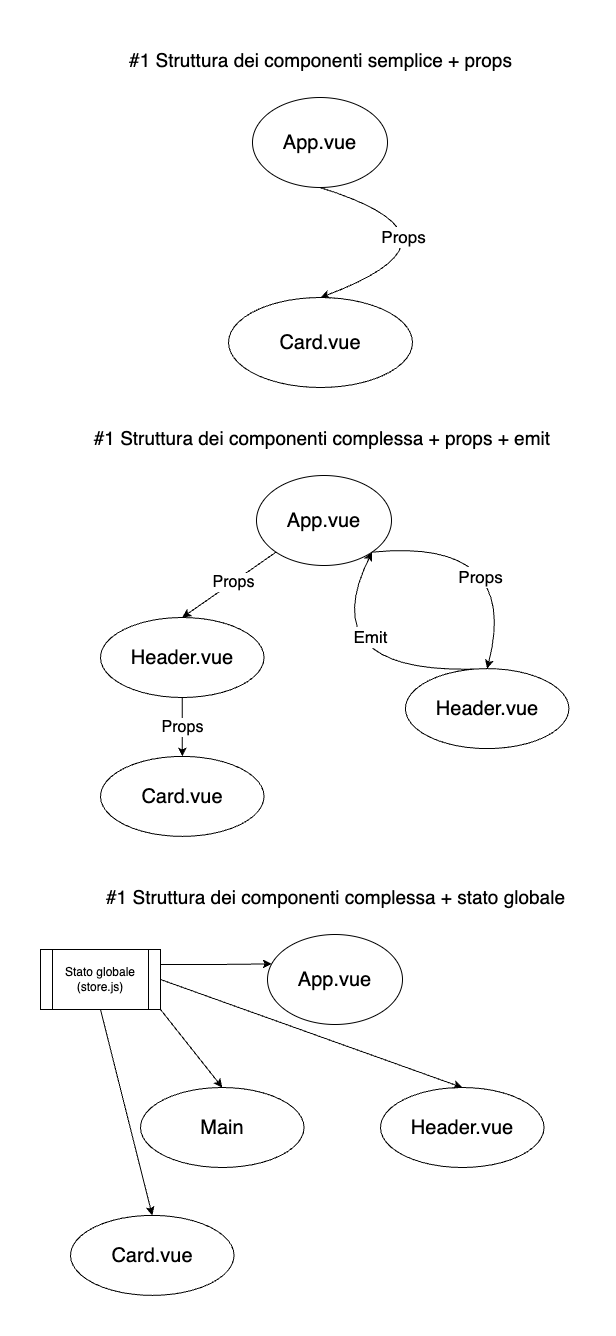 #1 Struttura dei componenti semplice + props
App.vue
Props
Card.vue
#1 Struttura dei componenti complessa + props + emit
App.vue
Props
Props
Emit
Header.vue
Header.vue
Props
Card.vue
#1 Struttura dei componenti complessa + stato globale
Stato globale
(store.js)
App.vue
Main
Header.vue
Card.vue